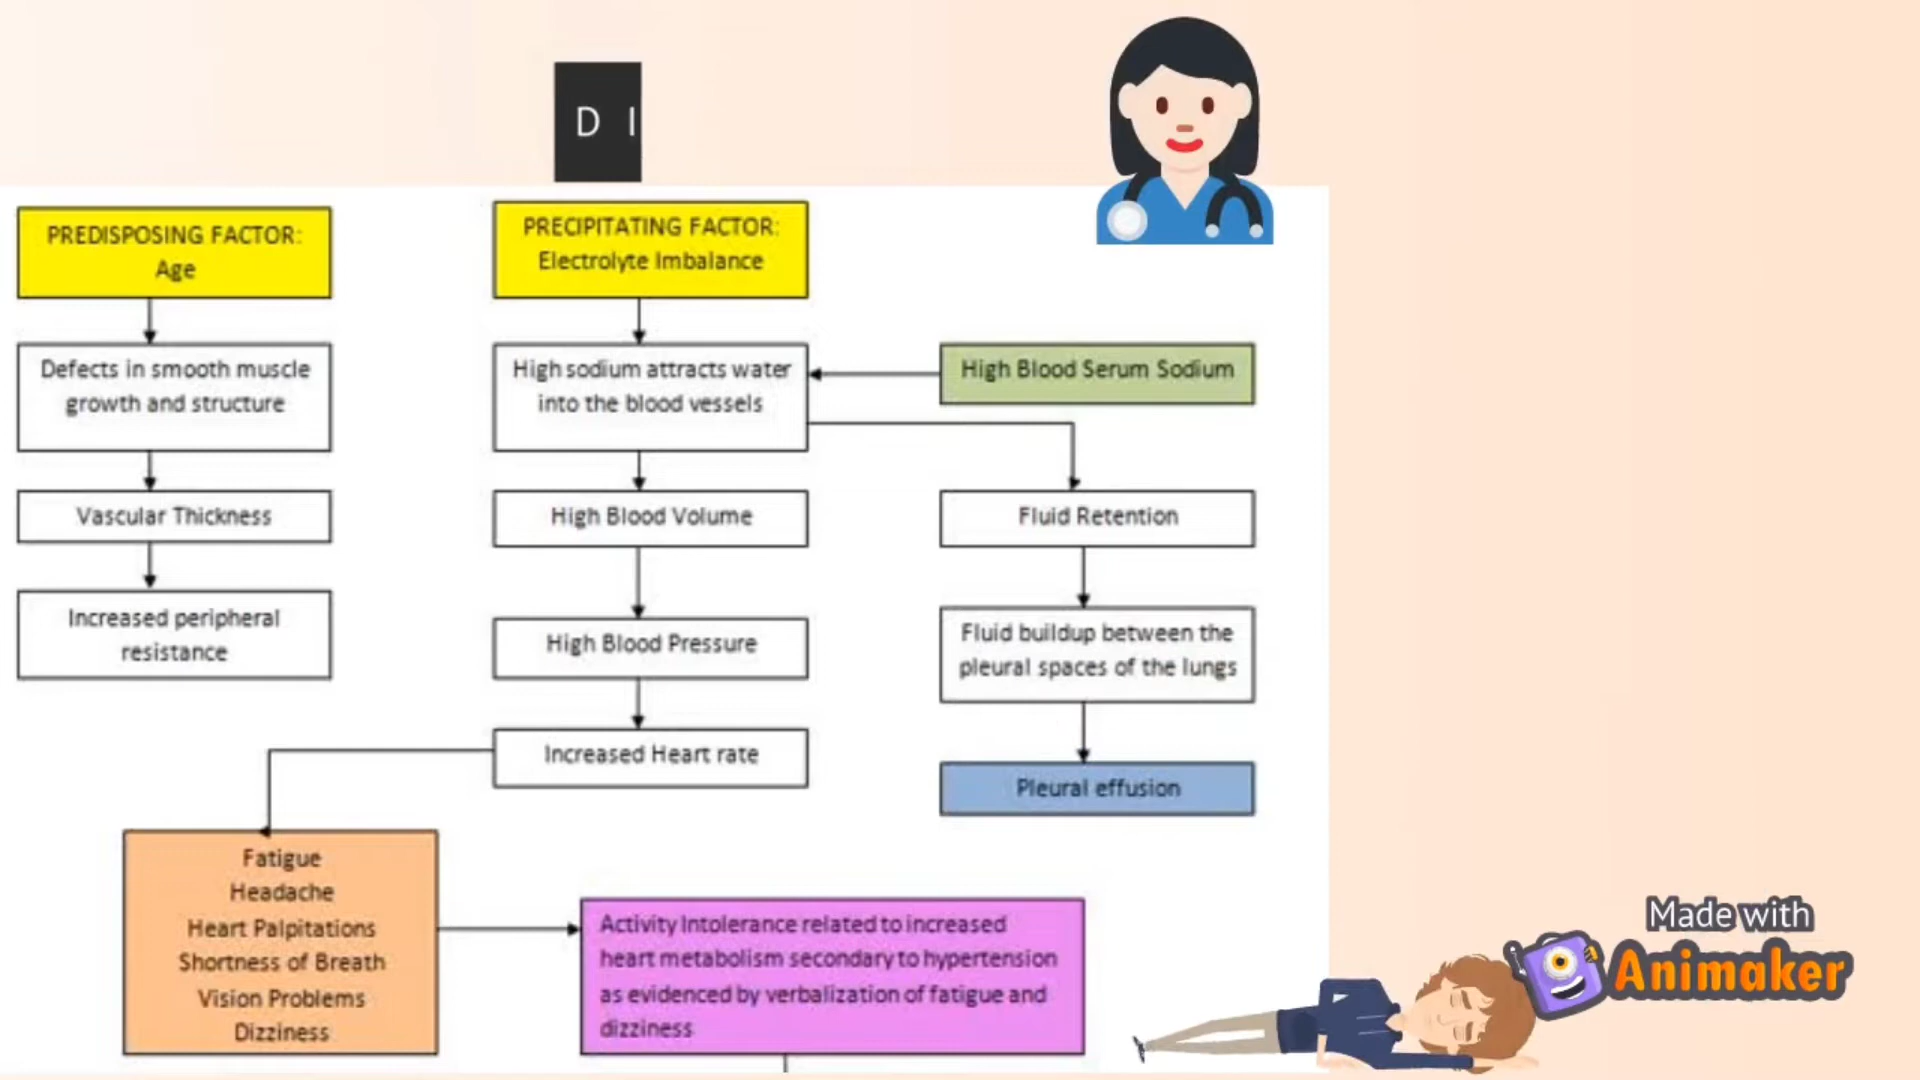 D I
PREDISPOSING FACTOR:
Age
PRECIPITATING FACTOR:
Electrolyte Imbalance
Defects in smooth muscle
growth and structure
High sodium attracts water
into the blood vessels
High Blood Serum Sodium
Vascular Thickness
High Blood Volume
Fluid Retention
Increased peripheral
resistance
High Blood Pressure
Fluid buildup between the
pleural spaces of the lungs
Increased Heart rate
Pleural effusion
Fatigue
Headache
Heart Palpitations
Shortness of Breath
Vision Problems
Dizziness
Activity Intolerance related to increased
heart metabolism secondary to hypertension
as evidenced by verbalization of fatigue and
dizziness
Made with
Animaker